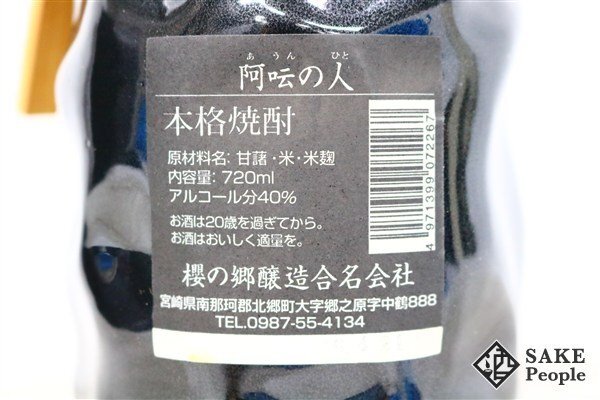 あうん ひと
阿吽の人
本格焼酎
原材料名: 甘藷・米・米麹
内容量: 720ml
アルコール分40%
お酒は20歳を過ぎてから。
お酒はおいしく適量を。
4 971399 072267
櫻の郷醸造合名会社
宮崎県南那珂郡北郷町大字郷之原字中鶴888
TEL.0987-55-4134
SAKE
People